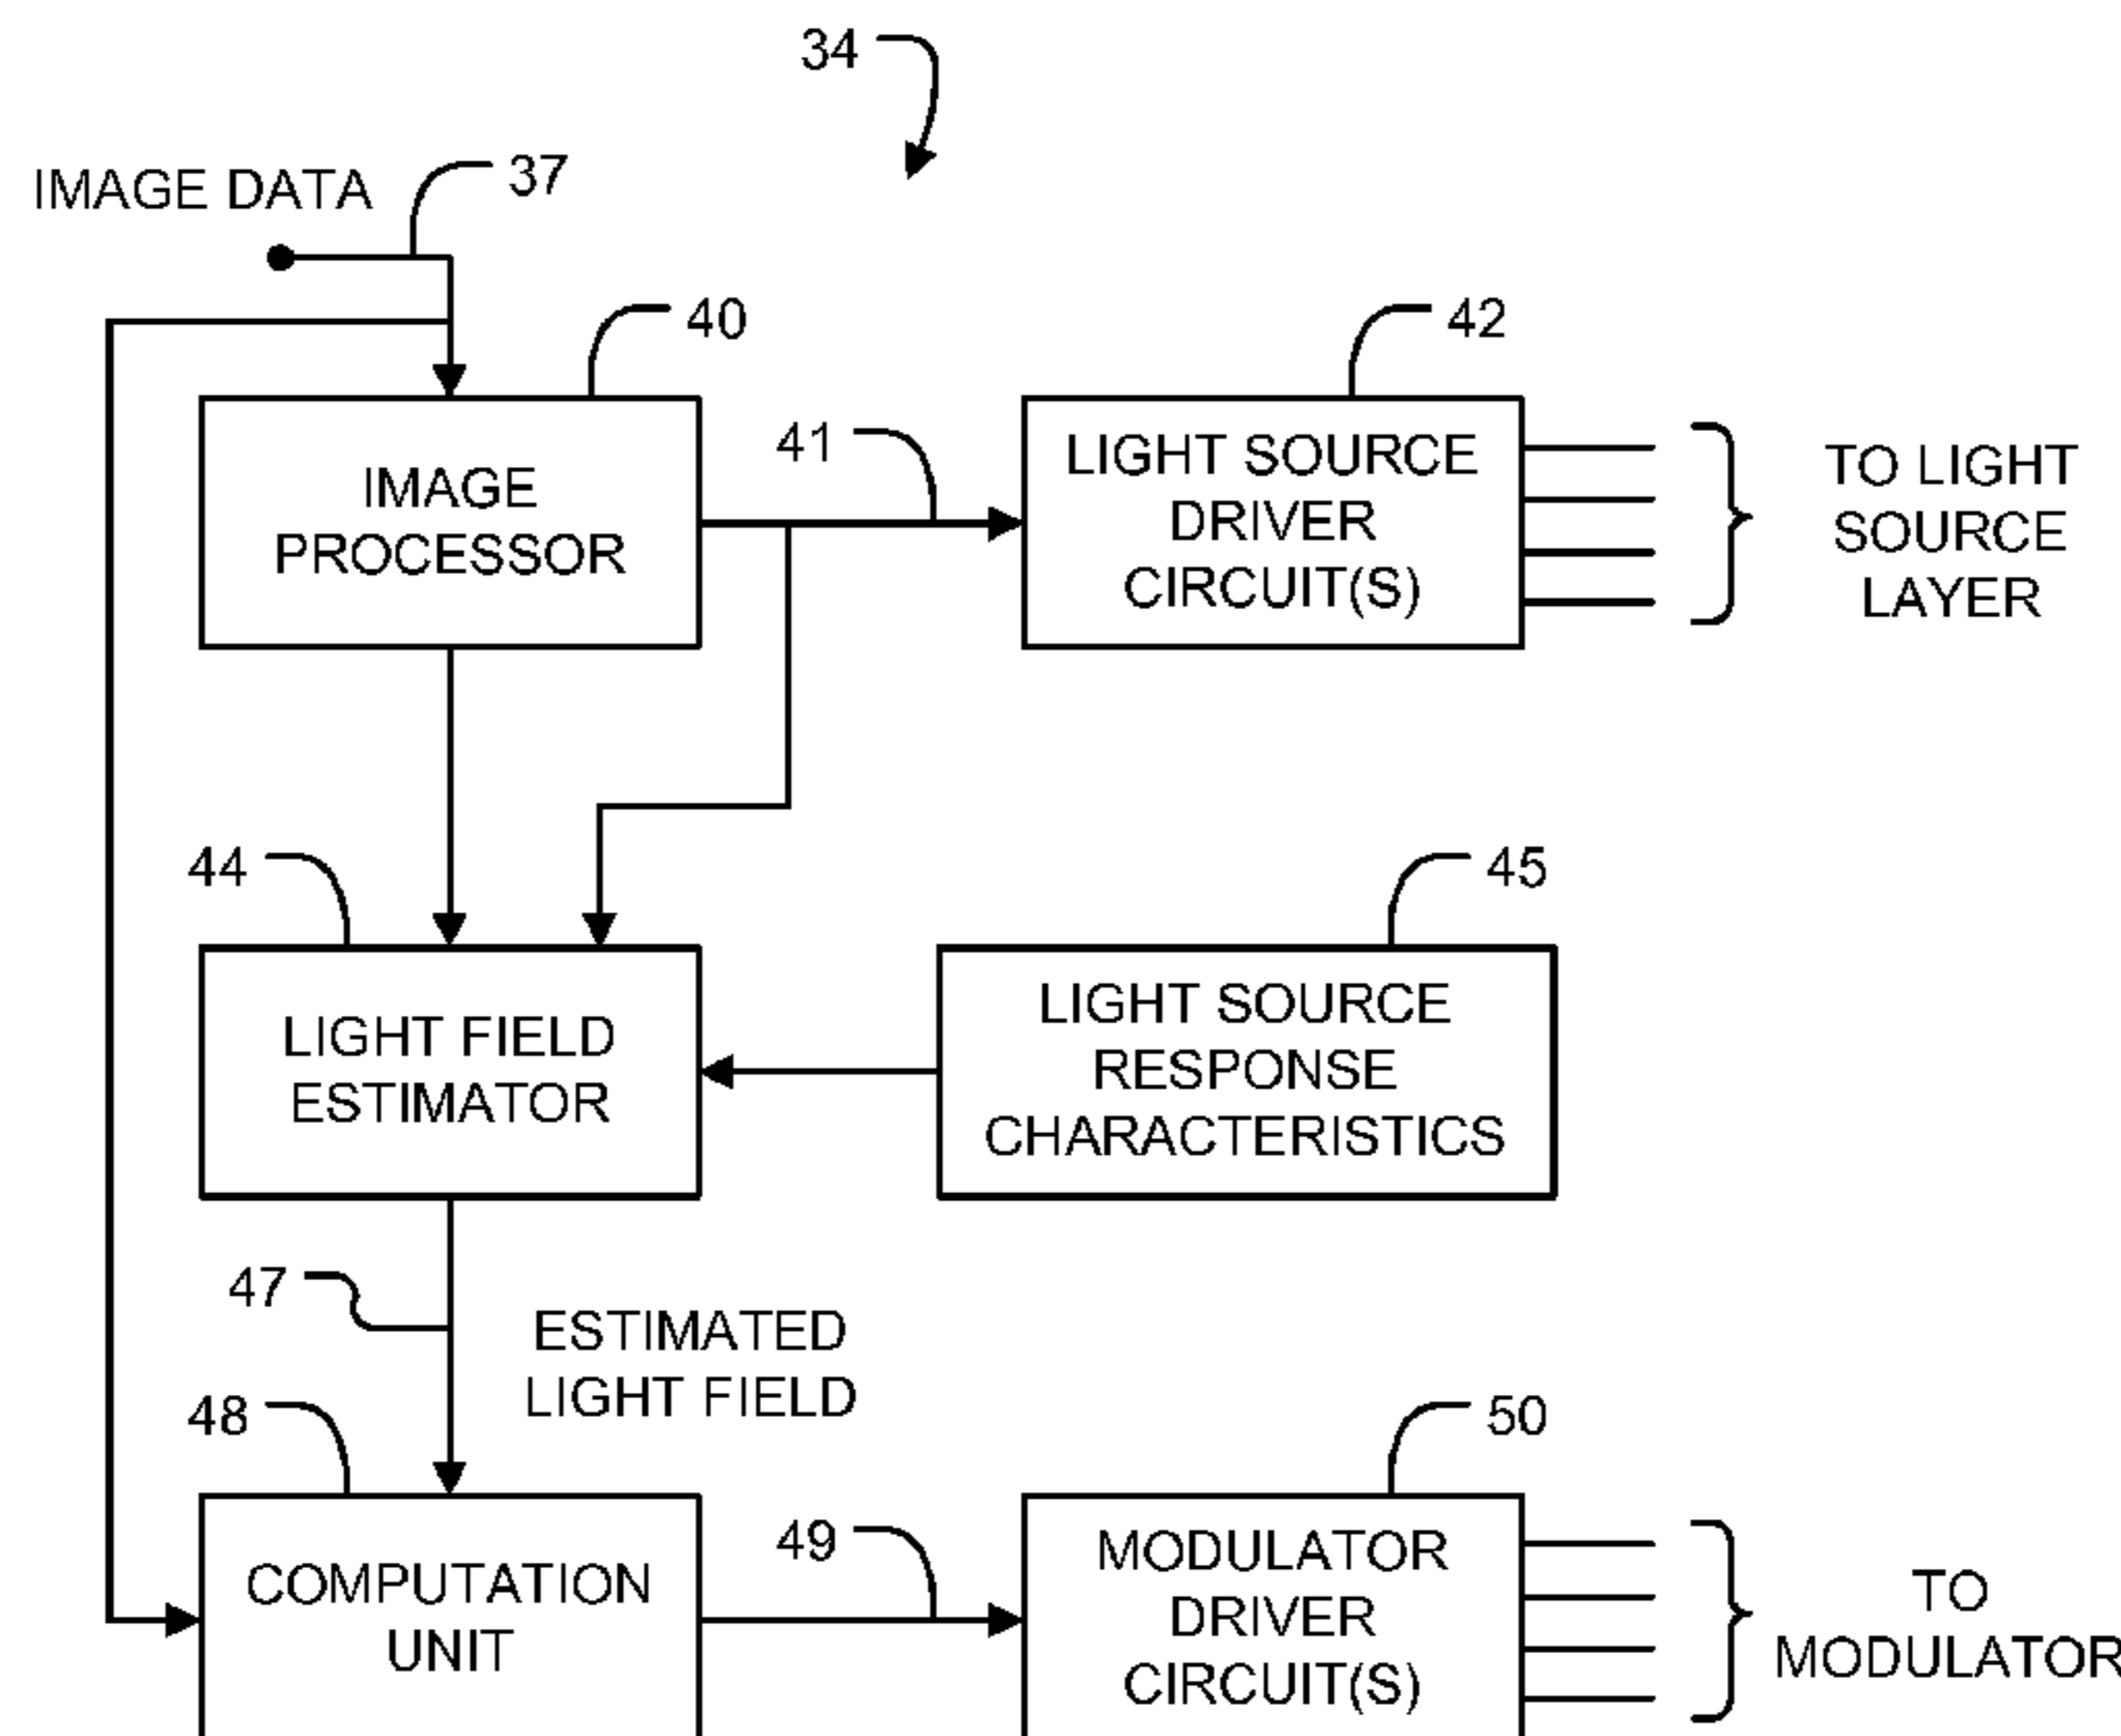 34
IMAGE DATA
37
40
42
IMAGE
PROCESSOR
41
LIGHT SOURCE
DRIVER
CIRCUIT(S)
TO LIGHT
SOURCE
LAYER
44
45
LIGHT FIELD
ESTIMATOR
LIGHT SOURCE
RESPONSE
CHARACTERISTICS
47
ESTIMATED
LIGHT FIELD
48
50
COMPUTATION
UNIT
49
MODULATOR
DRIVER
CIRCUIT(S)
TO
MODULATOR